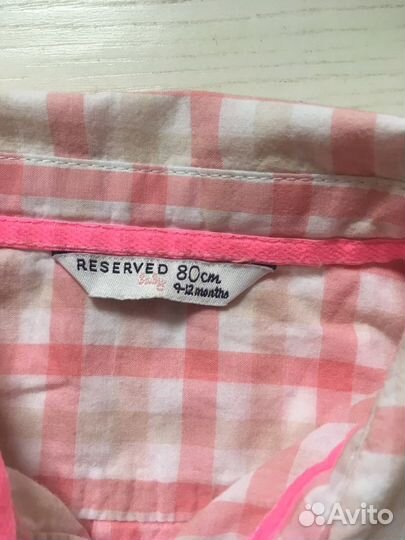 RESERVED 80cm
baby
9-12 months
Avito